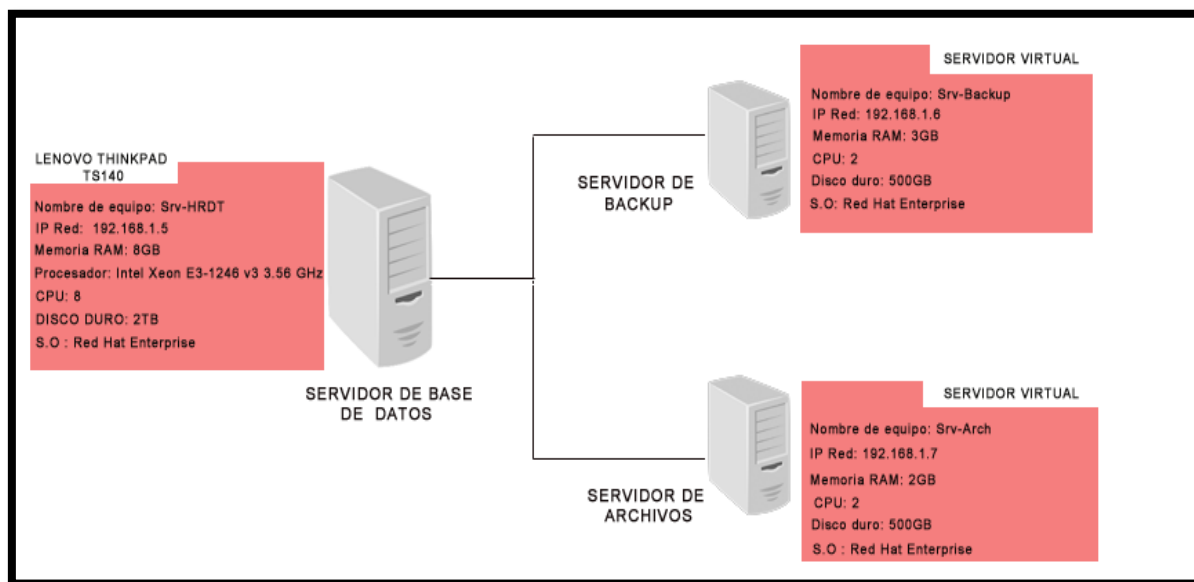 LENOVO THINKPAD
TS140
Nombre de equipo: Srv-HRDT
IP Red: 192.168.1.5
Memoria RAM: 8GB
Procesador: Intel Xeon E3-1246 v3 3.56 GHz
CPU: 8
DISCO DURO: 2TB
S.O : Red Hat Enterprise
SERVIDOR DE BASE
DE DATOS
SERVIDOR DE
BACKUP
SERVIDOR VIRTUAL
Nombre de equipo: Srv-Backup
IP Red: 192.168.1.6
Memoria RAM: 3GB
CPU: 2
Disco duro: 500GB
S.O: Red Hat Enterprise
SERVIDOR DE
ARCHIVOS
SERVIDOR VIRTUAL
Nombre de equipo: Srv-Arch
IP Red: 192.168.1.7
Memoria RAM: 2GB
CPU: 2
Disco duro: 500GB
S.O : Red Hat Enterprise